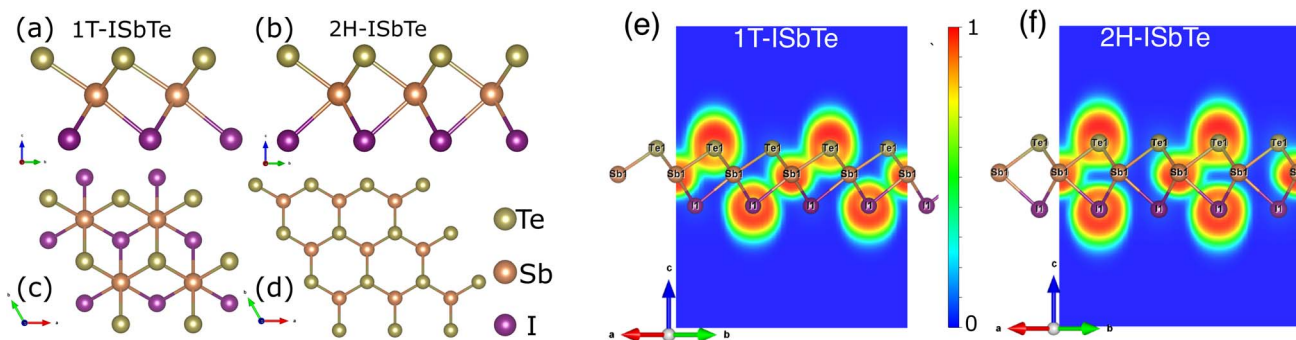 (a) 1T-ISbTe
(b) 2H-ISbTe
c
b
c
b
(c)
b
a
(d)
b
a
Te
Sb
I
(e)
1T-ISbTe
Te1 Te1 Te1 Te1 Te1
Sb1 Sb1 Sb1 Sb1 Sb1 Sb1
I1 I1 I1 I1 I1
c
a b
1
0
(f)
2H-ISbTe
Te1 Te1 Te1 Te1
Sb1 Sb1 Sb1 Sb1 Sb1
I1 I1 I1 I1 I1
c
a b